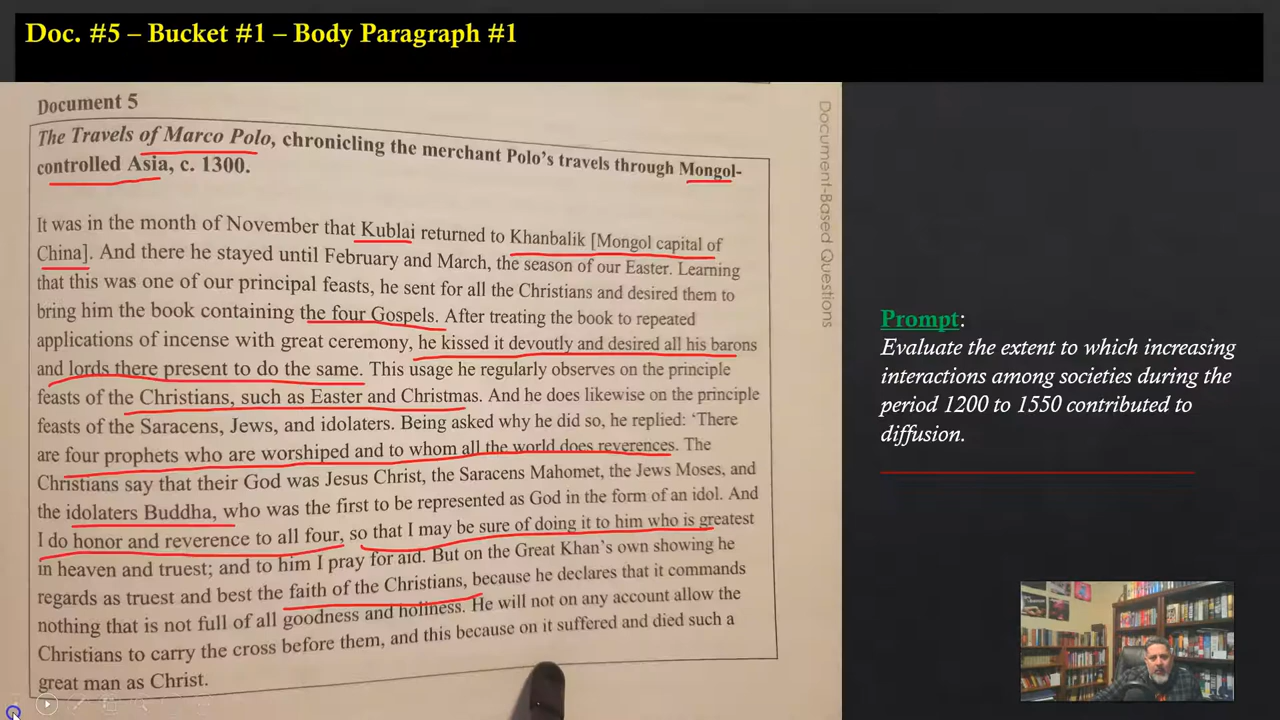 Doc. #5 – Bucket #1 – Body Paragraph #1
Document 5
The Travels of Marco Polo, chronicling the merchant Polo's travels through Mongol-
controlled Asia, c. 1300.
It was in the month of November that Kublai returned to Khanbalik [Mongol capital of
China]. And there he stayed until February and March, the season of our Easter. Learning
that this was one of our principal feasts, he sent for all the Christians and desired them to
bring him the book containing the four Gospels. After treating the book to repeated
applications of incense with great ceremony, he kissed it devoutly and desired all his barons
and lords there present to do the same. This usage he regularly observes on the principle
feasts of the Christians, such as Easter and Christmas. And he does likewise on the principle
feasts of the Saracens, Jews, and idolaters. Being asked why he did so, he replied: 'There
are four prophets who are worshiped and to whom all the world does reverences. The
Christians say that their God was Jesus Christ, the Saracens Mahomet, the Jews Moses, and
the idolaters Buddha, who was the first to be represented as God in the form of an idol. And
I do honor and reverence to all four, so that I may be sure of doing it to him who is greatest
in heaven and truest; and to him I pray for aid. But on the Great Khan's own showing he
regards as truest and best the faith of the Christians, because he declares that it commands
nothing that is not full of all goodness and holiness. He will not on any account allow the
Christians to carry the cross before them, and this because on it suffered and died such a
great man as Christ.
Document-Based Questions
Prompt:
Evaluate the extent to which increasing
interactions among societies during the
period 1200 to 1550 contributed to
diffusion.